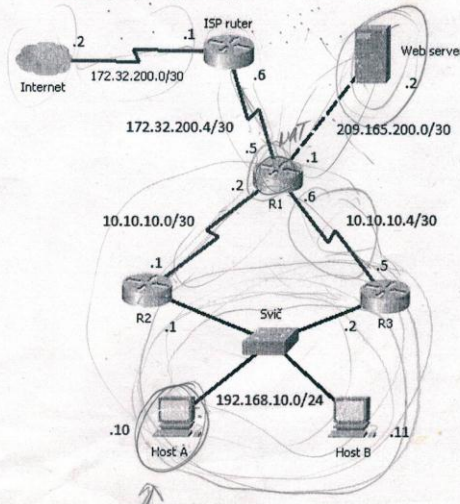 ISP ruter
.2
.1
Web server
Internet
172.32.200.0/30
.6
.2
172.32.200.4/30
209.165.200.0/30
.5
.1
.2
R1
.6
10.10.10.0/30
10.10.10.4/30
.1
.5
R2
Svič
R3
.1
.2
192.168.10.0/24
.10
.11
Host A
Host B